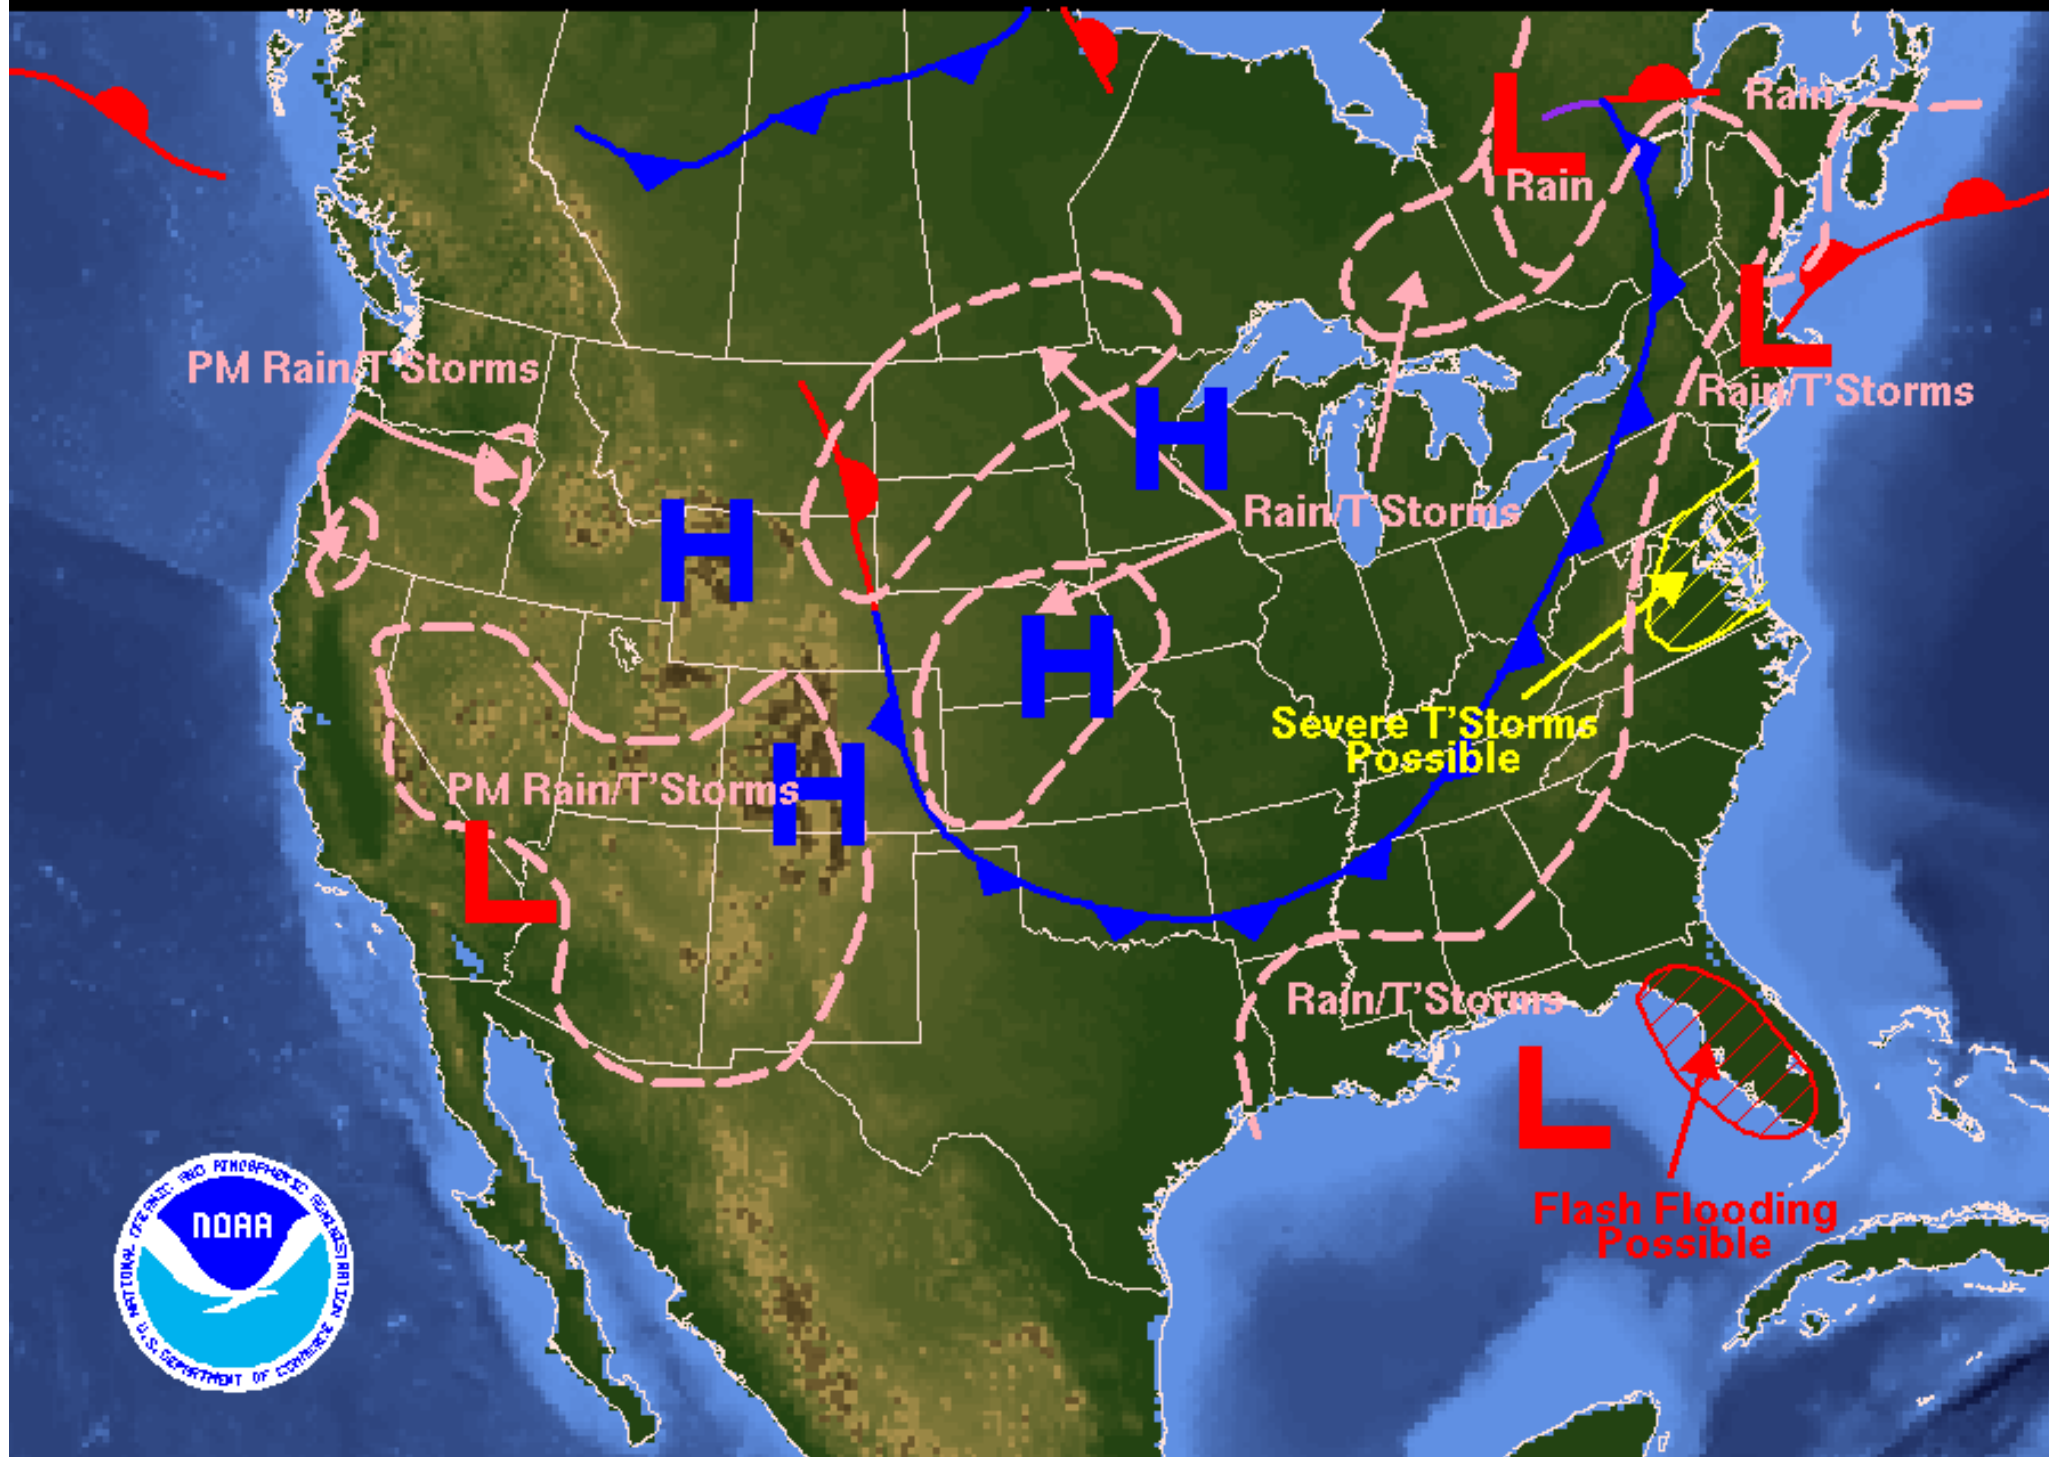 Rain
L
Rain
L
PM Rain/T'Storms
Rain/T'Storms
H
H
Rain/T'Storms
H
Severe T'Storms
Possible
PM Rain/T'Storms
H
L
Rain/T'Storms
L
Flash Flooding
Possible
NATIONAL OCEANIC AND ATMOSPHERIC ADMINISTRATION
NOAA
U.S. DEPARTMENT OF COMMERCE